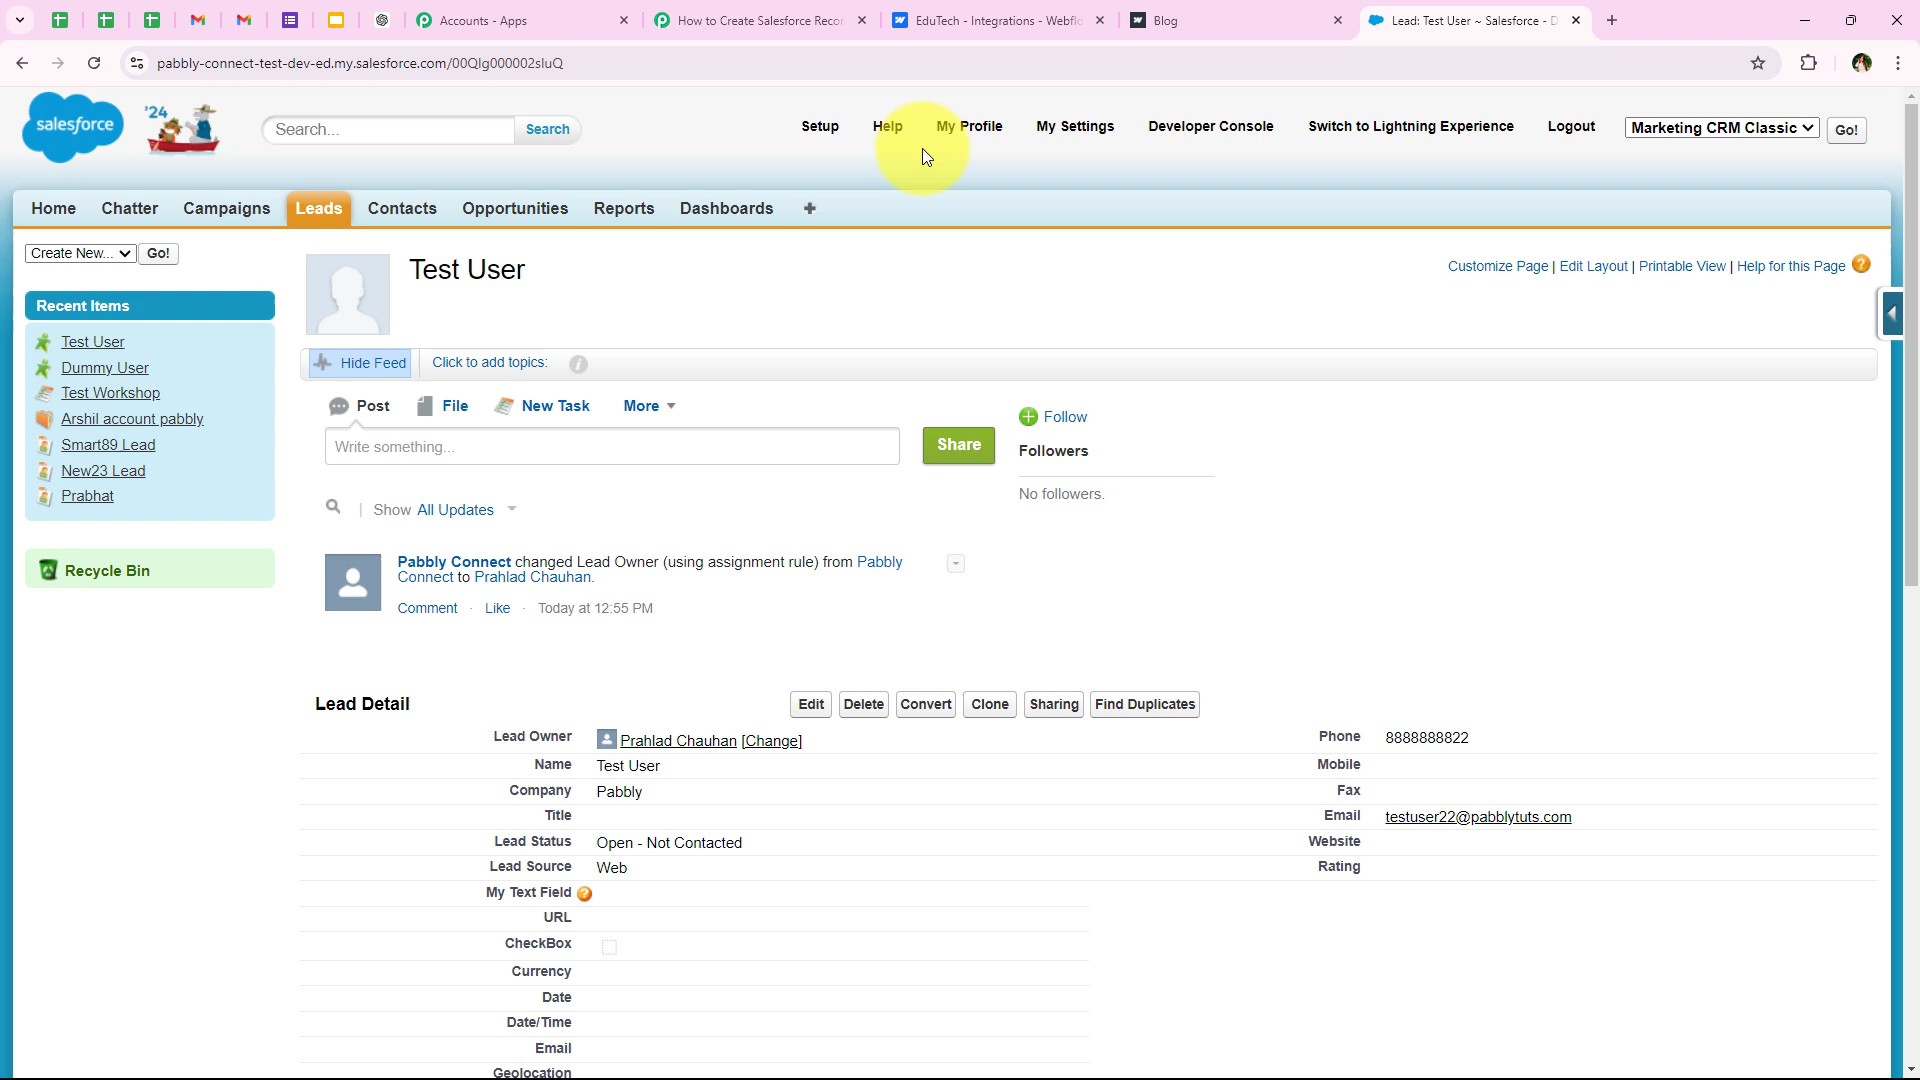 Accounts - Apps
How to Create Salesforce Recor
EduTech - Integrations - Webflo
Blog
Lead: Test User ~ Salesforce - D
pabbly-connect-test-dev-ed.my.salesforce.com/00QIg000002sluQ
salesforce
'24
Search...
Search
Setup
Help
My Profile
My Settings
Developer Console
Switch to Lightning Experience
Logout
Marketing CRM Classic
Go!
Home
Chatter
Campaigns
Leads
Contacts
Opportunities
Reports
Dashboards
Create New...
Go!
Test User
Customize Page | Edit Layout | Printable View | Help for this Page
Recent Items
Test User
Dummy User
Test Workshop
Arshil account pabbly
Smart89 Lead
New23 Lead
Prabhat
Recycle Bin
Hide Feed
Click to add topics:
Post
File
New Task
More
Write something...
Share
Follow
Followers
No followers.
Show All Updates
Pabbly Connect changed Lead Owner (using assignment rule) from Pabbly
Connect to Prahlad Chauhan.
Comment · Like · Today at 12:55 PM
Lead Detail
Edit
Delete
Convert
Clone
Sharing
Find Duplicates
Lead Owner Prahlad Chauhan [Change]
Phone 8888888822
Name Test User
Mobile
Company Pabbly
Fax
Title
Email testuser22@pabblytuts.com
Lead Status Open - Not Contacted
Website
Lead Source Web
Rating
My Text Field
URL
CheckBox
Currency
Date
Date/Time
Email
Geolocation